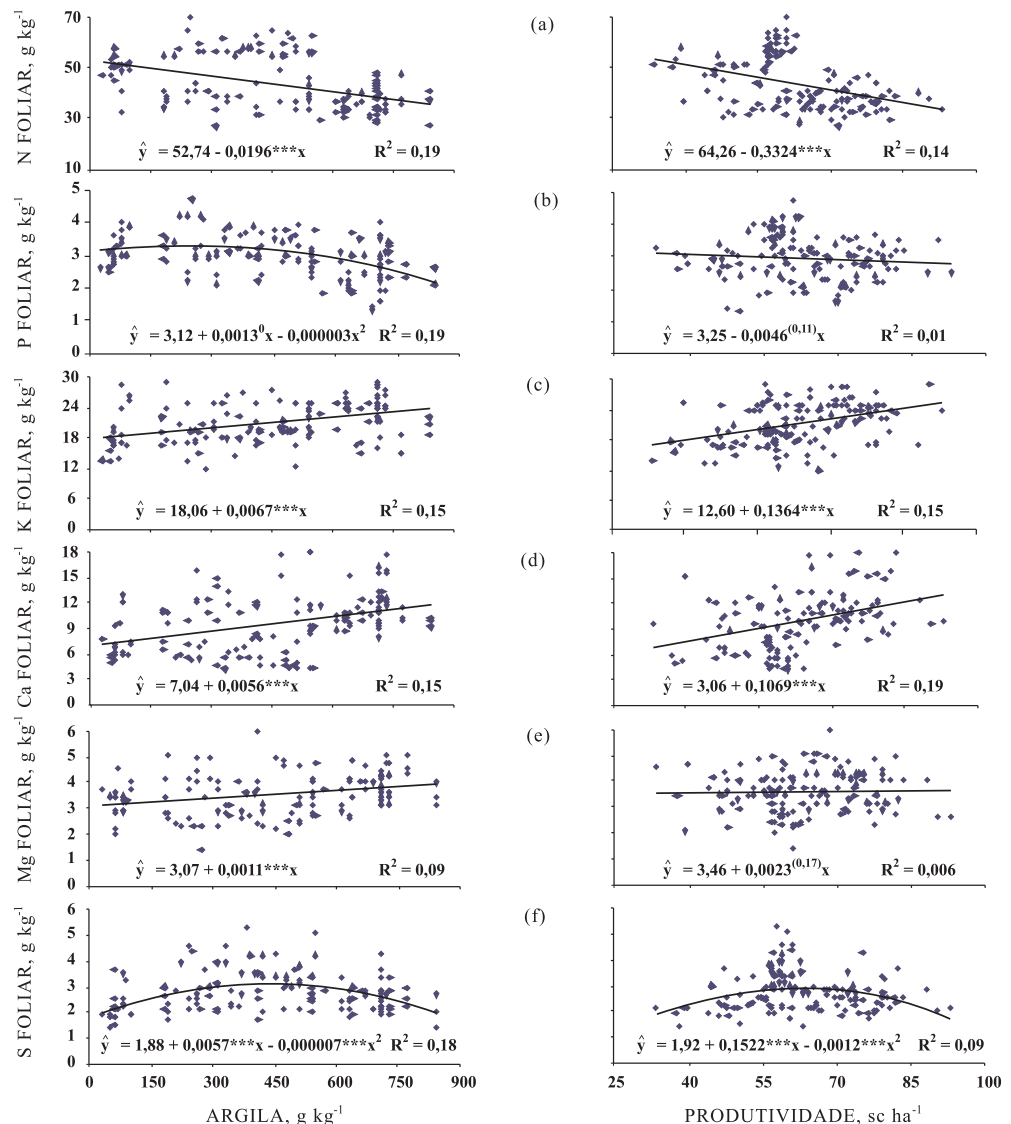 70
50
30
10
N FOLIAR, g kg⁻¹
(a)
ŷ = 52,74 - 0,0196***x R² = 0,19
ŷ = 64,26 - 0,3324***x R² = 0,14
5
4
3
2
1
0
P FOLIAR, g kg⁻¹
(b)
ŷ = 3,12 + 0,0013⁰x - 0,000003x² R² = 0,19
ŷ = 3,25 - 0,0046⁽⁰,¹¹⁾x R² = 0,01
30
24
18
12
6
0
K FOLIAR, g kg⁻¹
(c)
ŷ = 18,06 + 0,0067***x R² = 0,15
ŷ = 12,60 + 0,1364***x R² = 0,15
18
15
12
9
6
3
0
Ca FOLIAR, g kg⁻¹
(d)
ŷ = 7,04 + 0,0056***x R² = 0,15
ŷ = 3,06 + 0,1069***x R² = 0,19
6
5
4
3
2
1
0
Mg FOLIAR, g kg⁻¹
(e)
ŷ = 3,07 + 0,0011***x R² = 0,09
ŷ = 3,46 + 0,0023⁽⁰,¹⁷⁾x R² = 0,006
6
5
4
3
2
1
0
S FOLIAR, g kg⁻¹
(f)
ŷ = 1,88 + 0,0057***x - 0,000007***x² R² = 0,18
ŷ = 1,92 + 0,1522***x - 0,0012***x² R² = 0,09
0 150 300 450 600 750 900
25 40 55 70 85 100
ARGILA, g kg⁻¹
PRODUTIVIDADE, sc ha⁻¹